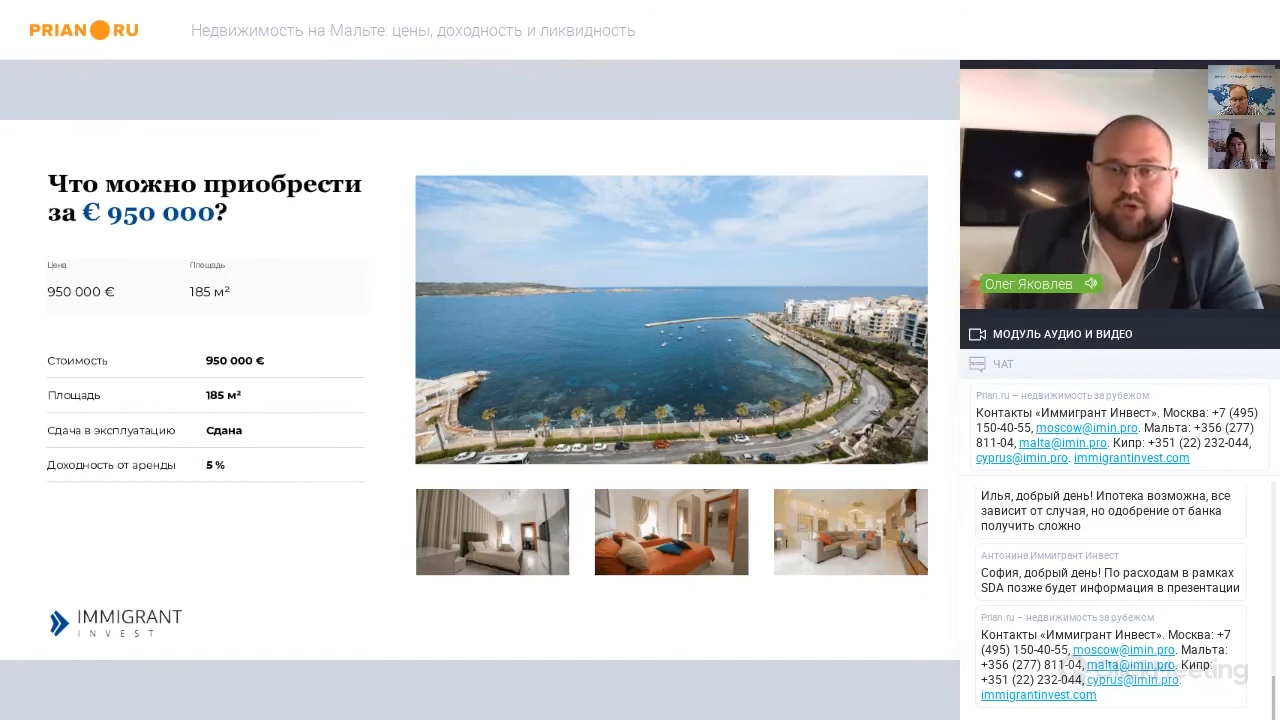 PRIAN RU
Недвижимость на Мальте: цены, доходность и ликвидность
Что можно приобрести
за € 950 000?
Цена Площадь
950 000 € 185 м²
Стоимость 950 000 €
Площадь 185 м²
Сдача в эксплуатацию Сдана
Доходность от аренды 5 %
IMMIGRANT
INVEST
Олег Яковлев
МОДУЛЬ АУДИО И ВИДЕО
ЧАТ
Prian.ru – недвижимость за рубежом
Контакты «Иммигрант Инвест». Москва: +7 (495)
150-40-55, moscow@imin.pro. Мальта: +356 (277)
811-04, malta@imin.pro. Кипр: +351 (22) 232-044,
cyprus@imin.pro. immigrantinvest.com
Илья, добрый день! Ипотека возможна, все
зависит от случая, но одобрение от банка
получить сложно
Антонина Иммигрант Инвест
София, добрый день! По расходам в рамках
SDA позже будет информация в презентации
Prian.ru – недвижимость за рубежом
Контакты «Иммигрант Инвест». Москва: +7
(495) 150-40-55, moscow@imin.pro. Мальта:
+356 (277) 811-04, malta@imin.pro. Кипр:
+351 (22) 232-044, cyprus@imin.pro.
immigrantinvest.com